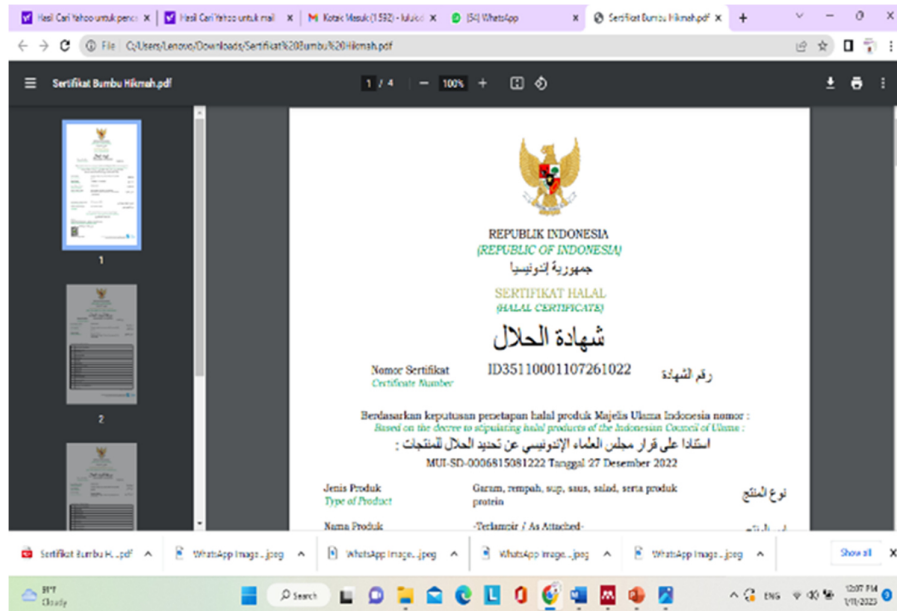 Hasil Cari Yahoo untuk penc
Hasil Cari Yahoo untuk mail
Kotak Masuk (1.592) - luluk.
(54) WhatsApp
Sertifikat Bumbu Hikmah.pdf
File
C:/Users/Lenovo/Downloads/Sertifikat%20Bumbu%20Hikmah.pdf
Sertifikat Bumbu Hikmah.pdf
1 / 4
100%
1
2
REPUBLIK INDONESIA
(REPUBLIC OF INDONESIA)
جمهورية إندونيسيا
SERTIFIKAT HALAL
(HALAL CERTIFICATE)
شهادة الحلال
Nomor Sertifikat
Certificate Number
ID35110001107261022
رقم الشهادة
Berdasarkan keputusan penetapan halal produk Majelis Ulama Indonesia nomor :
Based on the decree to stipulating halal products of the Indonesian Council of Ulama :
استنادا على قرار مجلس العلماء الإندونيسي عن تحديد الحلال للمنتجات :
MUI-SD-0006815081222 Tanggal 27 Desember 2022
Jenis Produk
Type of Product
Garam, rempah, sup, saus, salad, serta produk
protein
نوع المنتج
Nama Produk
-Terlampir / As Attached-
Sertifikat Bumbu H....pdf
WhatsApp Image...jpeg
WhatsApp Image...jpeg
WhatsApp Image...jpeg
WhatsApp Image...jpeg
Show all
Cloudy
Search
ENG
12:07 PM